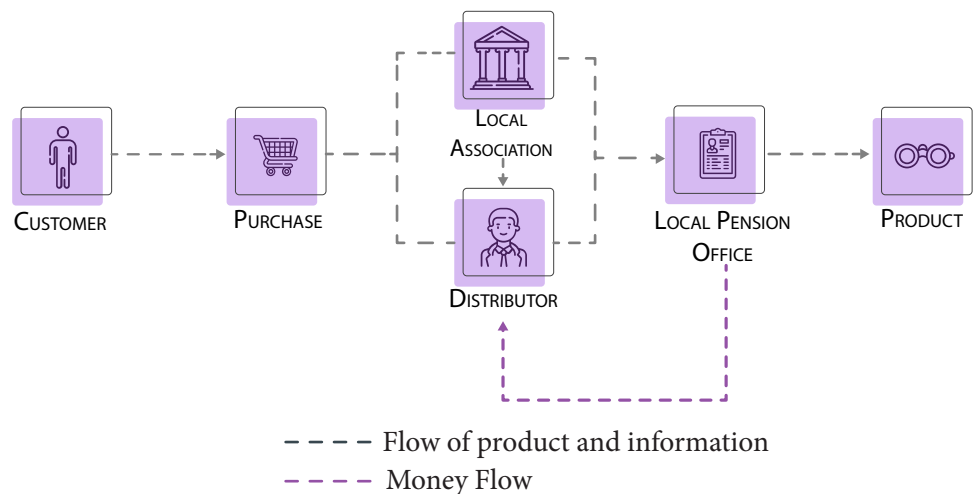 Customer
Purchase
Local
Association
Distributor
Local Pension
Office
Product
Flow of product and information
Money Flow